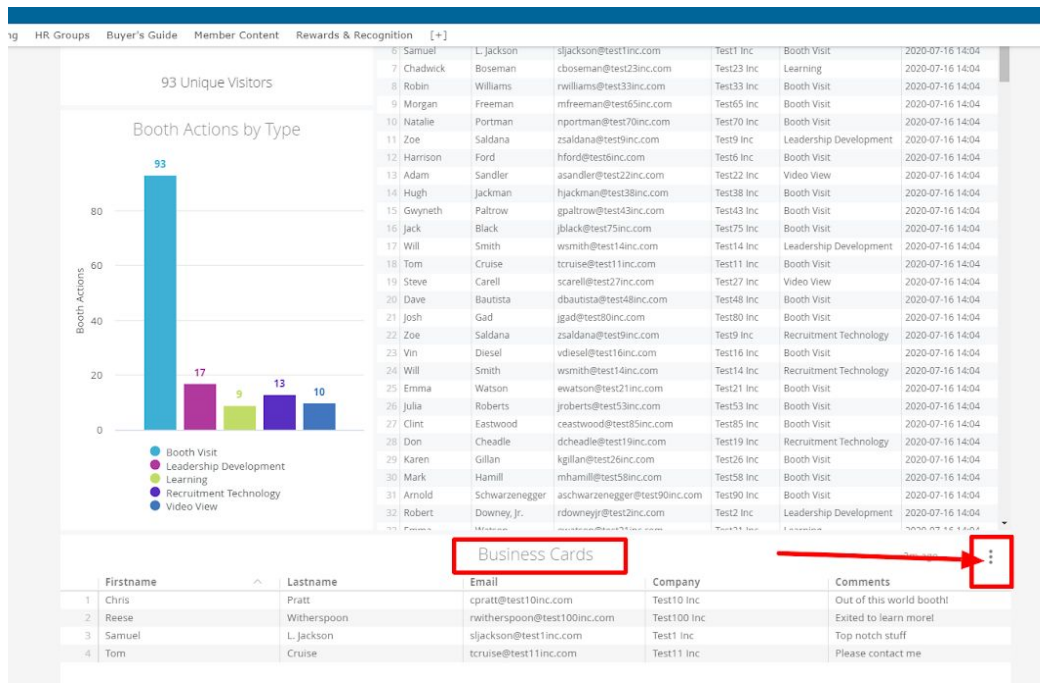 ng HR Groups Buyer's Guide Member Content Rewards & Recognition [+]
93 Unique Visitors
Booth Actions by Type
93
80
60
40
20
0
17
9
13
10
Booth Actions
Booth Visit
Leadership Development
Learning
Recruitment Technology
Video View
6 Samuel L. Jackson sljackson@test1inc.com Test1 Inc Booth Visit 2020-07-16 14:04
7 Chadwick Boseman cboseman@test23inc.com Test23 Inc Learning 2020-07-16 14:04
8 Robin Williams rwilliams@test33inc.com Test33 Inc Booth Visit 2020-07-16 14:04
9 Morgan Freeman mfreeman@test65inc.com Test65 Inc Booth Visit 2020-07-16 14:04
10 Natalie Portman nportman@test70inc.com Test70 Inc Booth Visit 2020-07-16 14:04
11 Zoe Saldana zsaldana@test9inc.com Test9 Inc Leadership Development 2020-07-16 14:04
12 Harrison Ford hford@test6inc.com Test6 Inc Booth Visit 2020-07-16 14:04
13 Adam Sandler asandler@test22inc.com Test22 Inc Video View 2020-07-16 14:04
14 Hugh Jackman hjackman@test38inc.com Test38 Inc Booth Visit 2020-07-16 14:04
15 Gwyneth Paltrow gpaltrow@test43inc.com Test43 Inc Booth Visit 2020-07-16 14:04
16 Jack Black jblack@test75inc.com Test75 Inc Booth Visit 2020-07-16 14:04
17 Will Smith wsmith@test14inc.com Test14 Inc Leadership Development 2020-07-16 14:04
18 Tom Cruise tcruise@test11inc.com Test11 Inc Booth Visit 2020-07-16 14:04
19 Steve Carell scarell@test27inc.com Test27 Inc Video View 2020-07-16 14:04
20 Dave Bautista dbautista@test48inc.com Test48 Inc Booth Visit 2020-07-16 14:04
21 Josh Gad jgad@test80inc.com Test80 Inc Booth Visit 2020-07-16 14:04
22 Zoe Saldana zsaldana@test9inc.com Test9 Inc Recruitment Technology 2020-07-16 14:04
23 Vin Diesel vdiesel@test16inc.com Test16 Inc Booth Visit 2020-07-16 14:04
24 Will Smith wsmith@test14inc.com Test14 Inc Recruitment Technology 2020-07-16 14:04
25 Emma Watson ewatson@test21inc.com Test21 Inc Booth Visit 2020-07-16 14:04
26 Julia Roberts jroberts@test53inc.com Test53 Inc Booth Visit 2020-07-16 14:04
27 Clint Eastwood ceastwood@test85inc.com Test85 Inc Booth Visit 2020-07-16 14:04
28 Don Cheadle dcheadle@test19inc.com Test19 Inc Recruitment Technology 2020-07-16 14:04
29 Karen Gillan kgillan@test26inc.com Test26 Inc Booth Visit 2020-07-16 14:04
30 Mark Hamill mhamill@test58inc.com Test58 Inc Booth Visit 2020-07-16 14:04
31 Arnold Schwarzenegger aschwarzenegger@test90inc.com Test90 Inc Booth Visit 2020-07-16 14:04
32 Robert Downey, Jr. rdowneyjr@test2inc.com Test2 Inc Leadership Development 2020-07-16 14:04
Business Cards
Firstname Lastname Email Company Comments
1 Chris Pratt cpratt@test10inc.com Test10 Inc Out of this world booth!
2 Reese Witherspoon rwitherspoon@test100inc.com Test100 Inc Exited to learn more!
3 Samuel L. Jackson sljackson@test1inc.com Test1 Inc Top notch stuff
4 Tom Cruise tcruise@test11inc.com Test11 Inc Please contact me